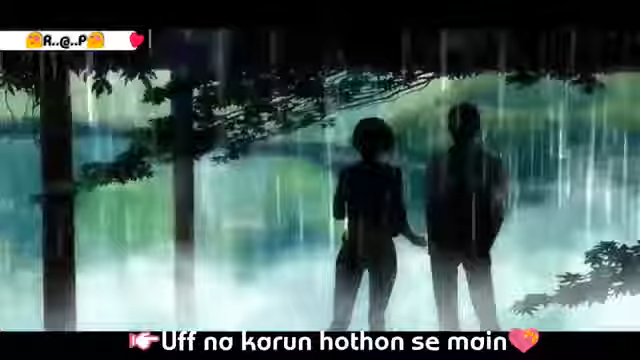 🤗R..@..P🤗 ❤️
👉Uff na karun hothon se main💖